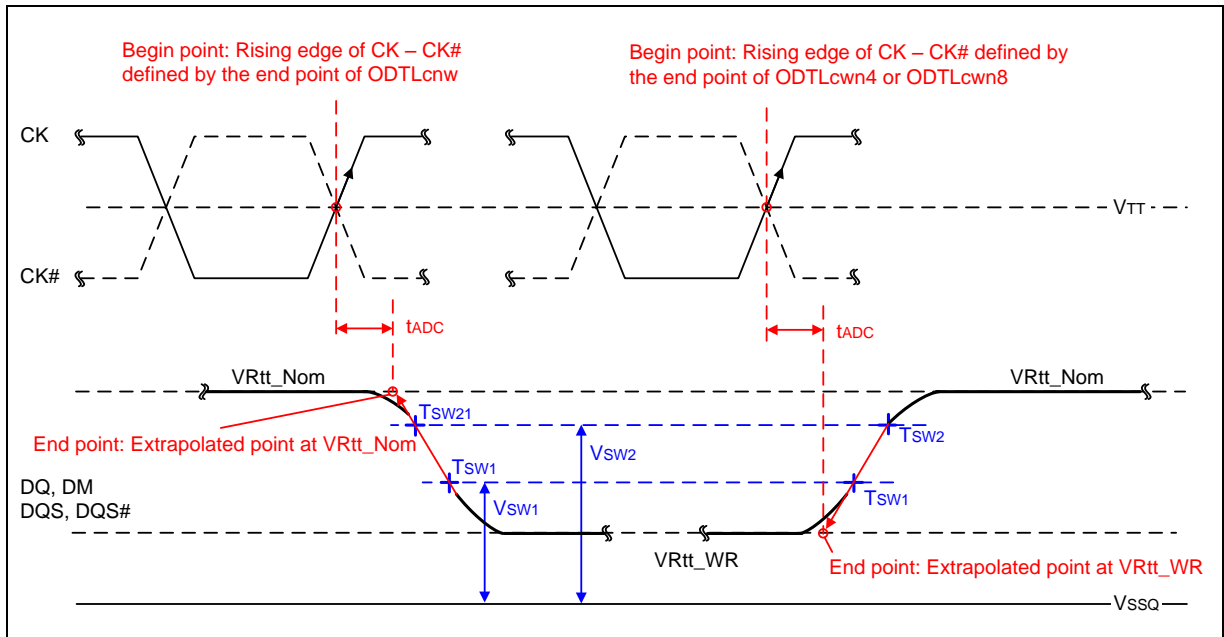 Begin point: Rising edge of CK – CK#
defined by the end point of ODTLcnw
Begin point: Rising edge of CK – CK# defined by
the end point of ODTLcwn4 or ODTLcwn8
CK
VTT
CK#
tADC
tADC
VRtt_Nom
VRtt_Nom
TSW21
End point: Extrapolated point at VRtt_Nom
TSW2
VSW2
TSW1
TSW1
DQ, DM
DQS, DQS#
VSW1
VRtt_WR
End point: Extrapolated point at VRtt_WR
VSSQ